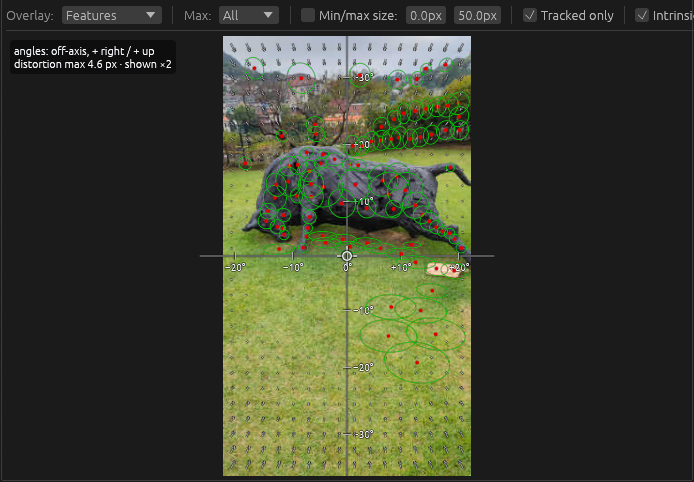 Overlay: Features Max: All Min/max size: 0.0px 50.0px Tracked only Intrinsi
angles: off-axis, + right / + up
distortion max 4.6 px · shown ×2
+30°
+20°
+10°
−20° −10° 0° +10° +20°
−10°
−20°
−30°